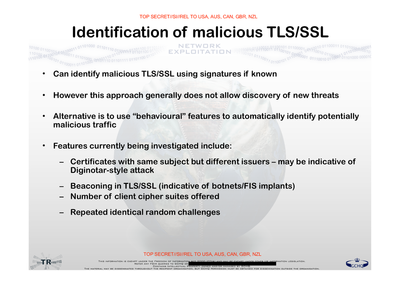 TOP SECRET//SI//REL TO USA, AUS, CAN, GBR, NZL
Identification of malicious TLS/SSL
NETWORK
EXPLOITATION
• Can identify malicious TLS/SSL using signatures if known
• However this approach generally does not allow discovery of new threats
• Alternative is to use “behavioural” features to automatically identify potentially
malicious traffic
• Features currently being investigated include:
– Certificates with same subject but different issuers – may be indicative of
Diginotar-style attack
– Beaconing in TLS/SSL (indicative of botnets/FIS implants)
– Number of client cipher suites offered
– Repeated identical random challenges
TOP SECRET//SI//REL TO USA, AUS, CAN, GBR, NZL
TR
GCHQ